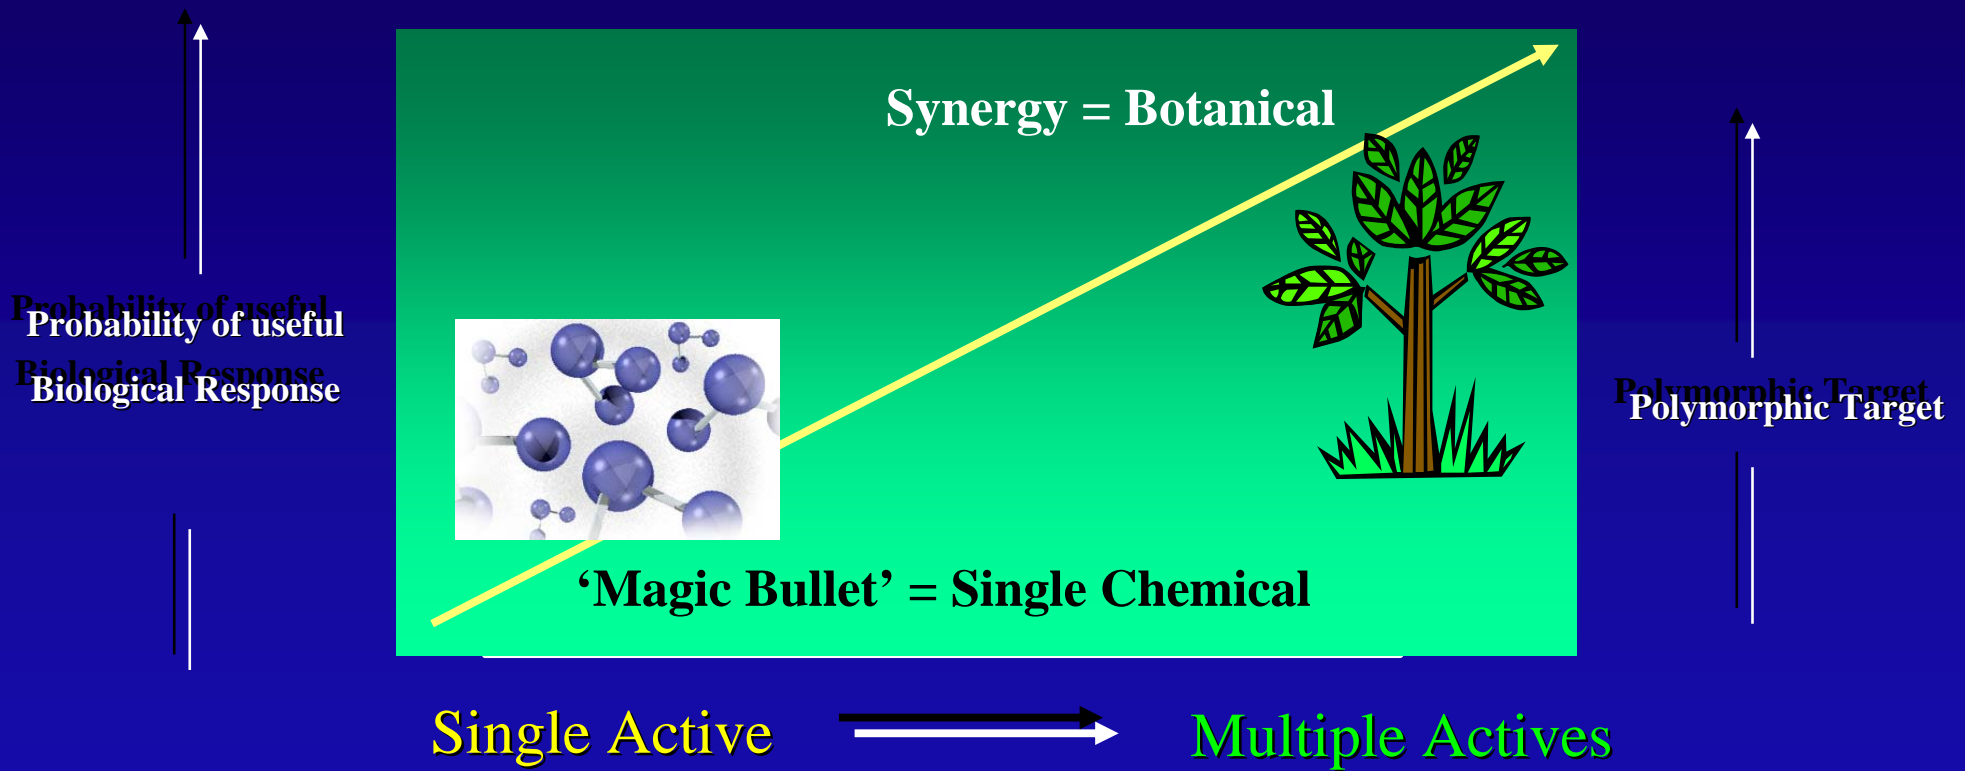 Synergy = Botanical
Probability of useful
Biological Response
Polymorphic Target
‘Magic Bullet’ = Single Chemical
Single Active
Multiple Actives